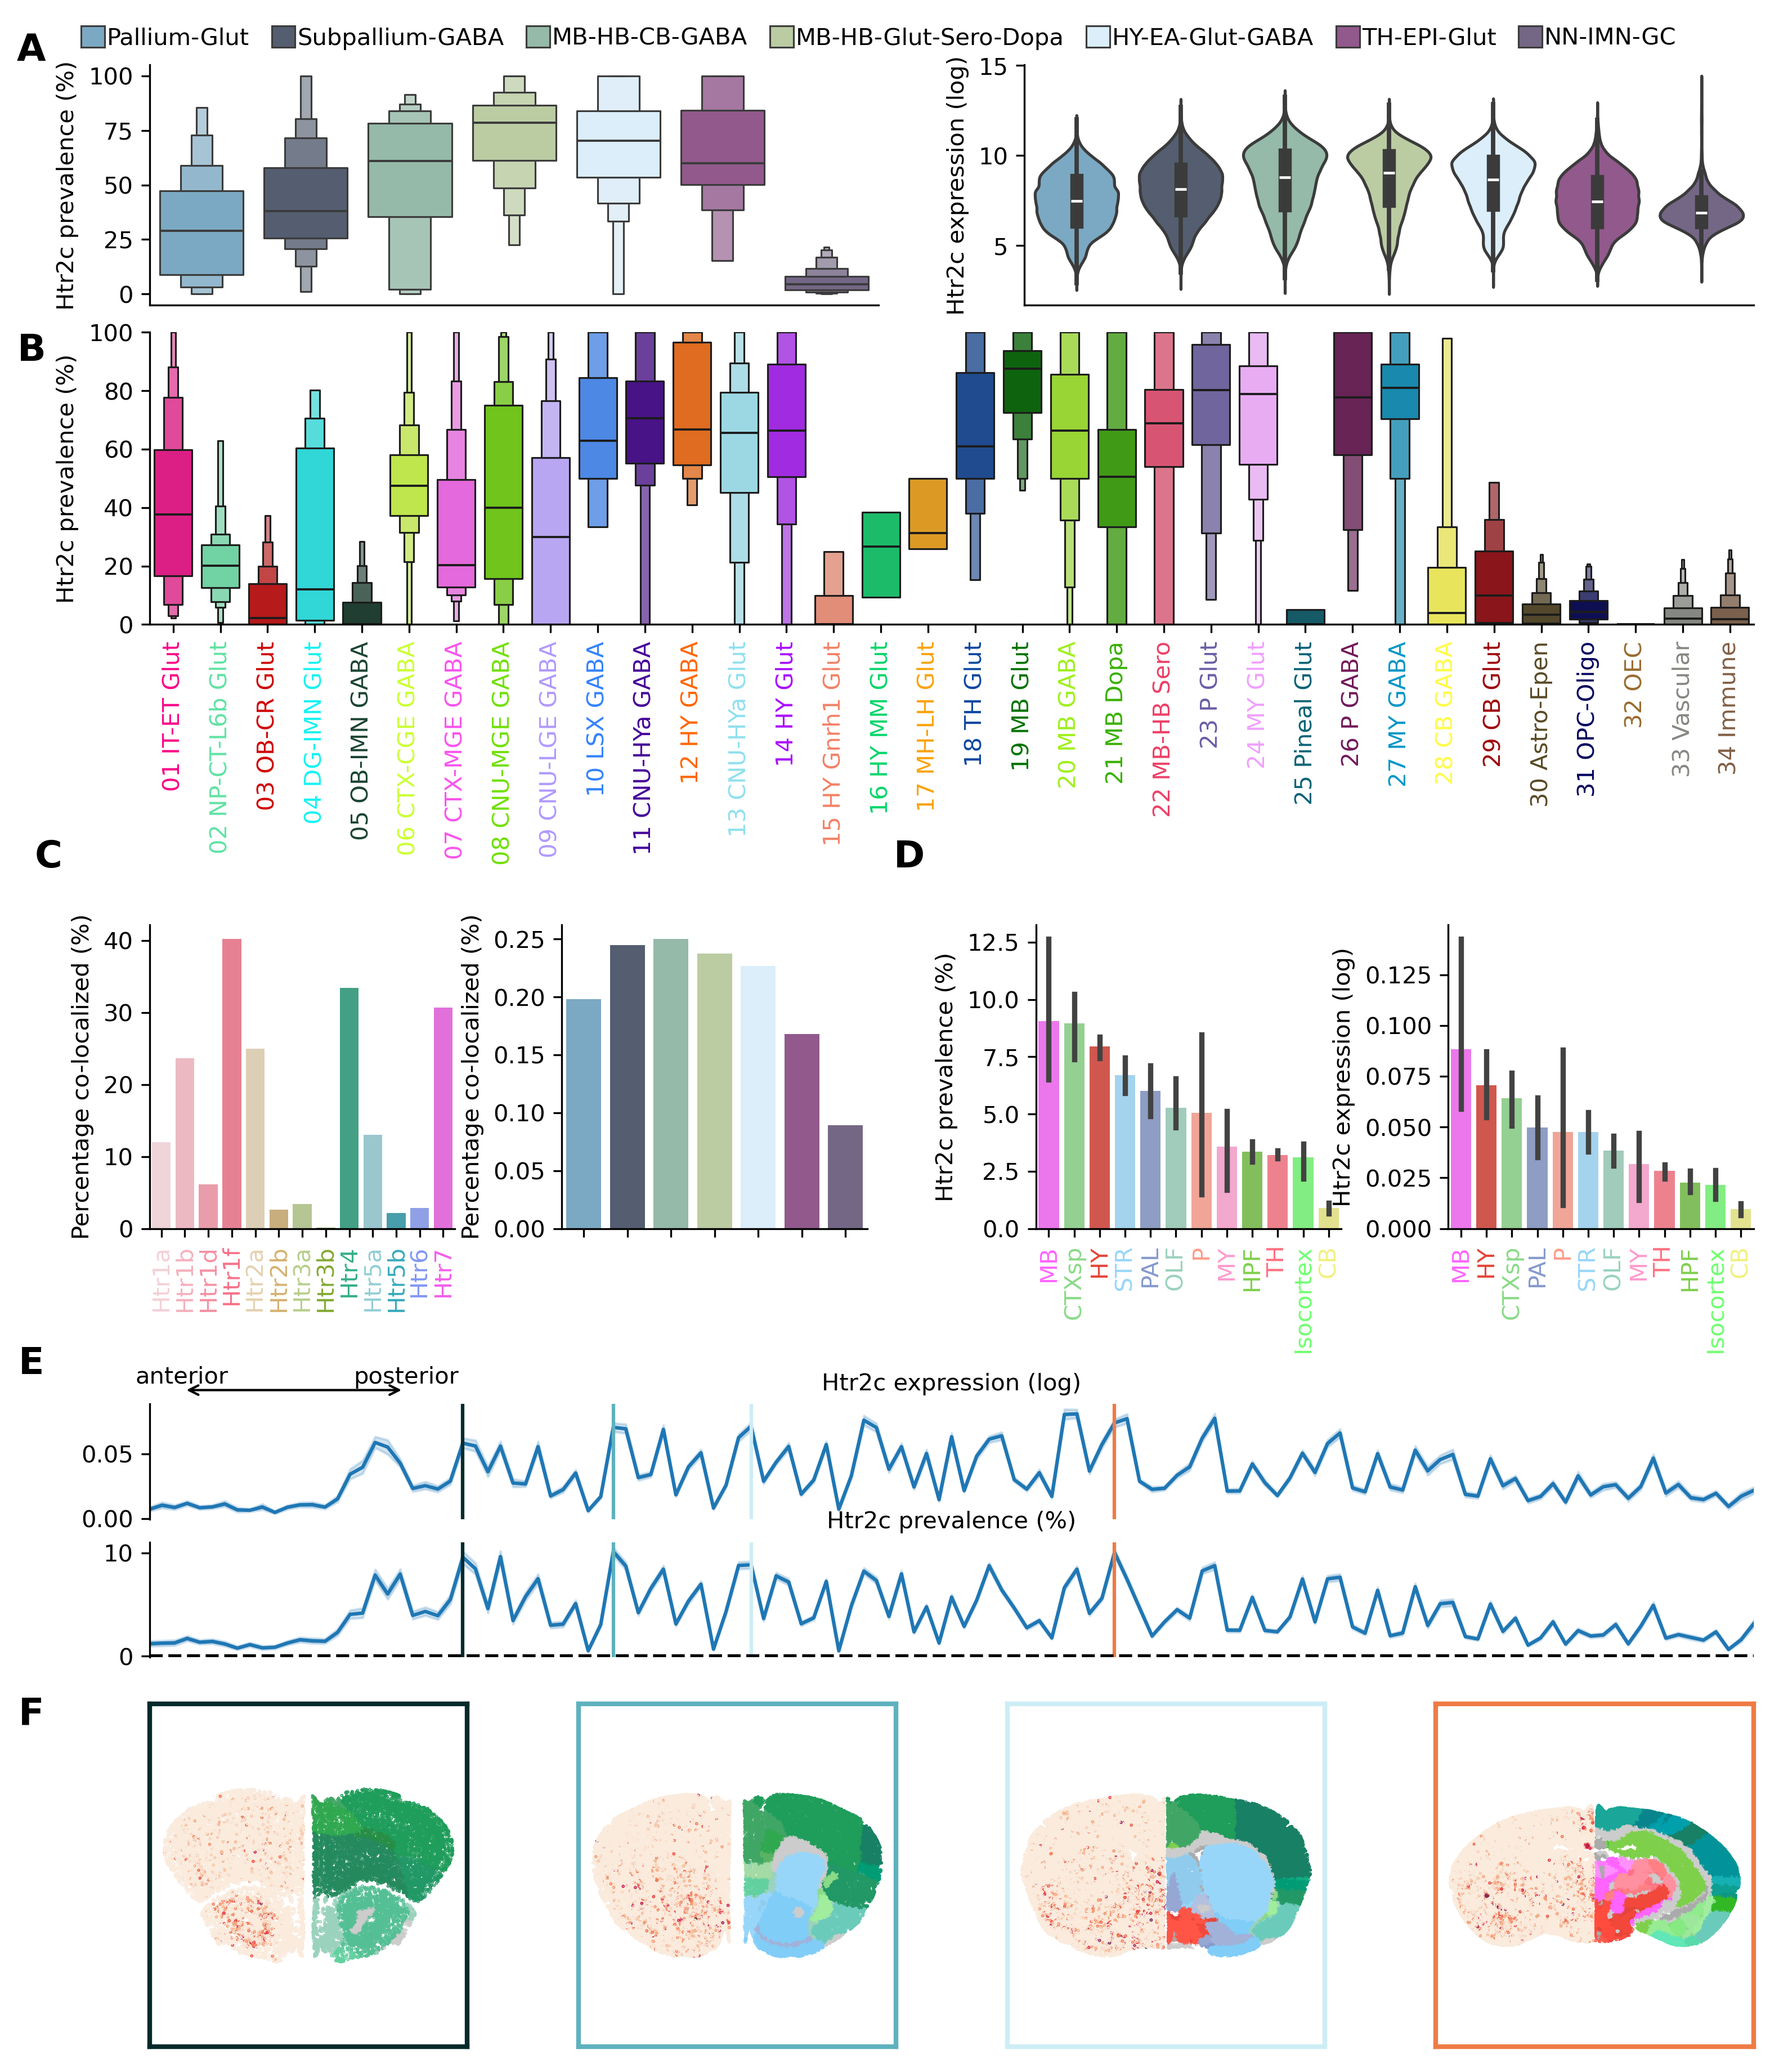 A
Pallium-Glut Subpallium-GABA MB-HB-CB-GABA MB-HB-Glut-Sero-Dopa HY-EA-Glut-GABA TH-EPI-Glut NN-IMN-GC
Htr2c prevalence (%)
100
75
50
25
0
Htr2c expression (log)
15
10
5
B
Htr2c prevalence (%)
100
80
60
40
20
0
01 IT-ET Glut
02 NP-CT-L6b Glut
03 OB-CR Glut
04 DG-IMN Glut
05 OB-IMN GABA
06 CTX-CGE GABA
07 CTX-MGE GABA
08 CNU-MGE GABA
09 CNU-LGE GABA
10 LSX GABA
11 CNU-HYa GABA
12 HY GABA
13 CNU-HYa Glut
14 HY Glut
15 HY Gnrh1 Glut
16 HY MM Glut
17 MH-LH Glut
18 TH Glut
19 MB Glut
20 MB GABA
21 MB Dopa
22 MB-HB Sero
23 P Glut
24 MY Glut
25 Pineal Glut
26 P GABA
27 MY GABA
28 CB GABA
29 CB Glut
30 Astro-Epen
31 OPC-Oligo
32 OEC
33 Vascular
34 Immune
C
Percentage co-localized (%)
40
30
20
10
0
Htr1a
Htr1b
Htr1d
Htr1f
Htr2a
Htr2b
Htr3a
Htr3b
Htr4
Htr5a
Htr5b
Htr6
Htr7
Percentage co-localized (%)
0.25
0.20
0.15
0.10
0.05
0.00
D
Htr2c prevalence (%)
12.5
10.0
7.5
5.0
2.5
0.0
MB
CTXsp
HY
STR
PAL
OLF
P
MY
HPF
TH
Isocortex
CB
Htr2c expression (log)
0.125
0.100
0.075
0.050
0.025
0.000
MB
HY
CTXsp
PAL
P
STR
OLF
MY
TH
HPF
Isocortex
CB
E
anterior posterior
Htr2c expression (log)
0.05
0.00
Htr2c prevalence (%)
10
0
F